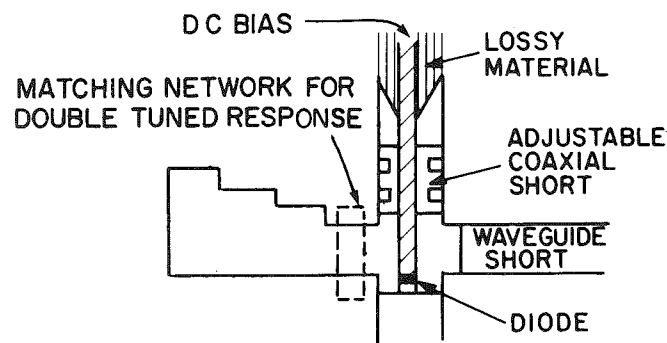 DC BIAS
LOSSY
MATERIAL
MATCHING NETWORK FOR
DOUBLE TUNED RESPONSE
ADJUSTABLE
COAXIAL
SHORT
WAVEGUIDE
SHORT
DIODE